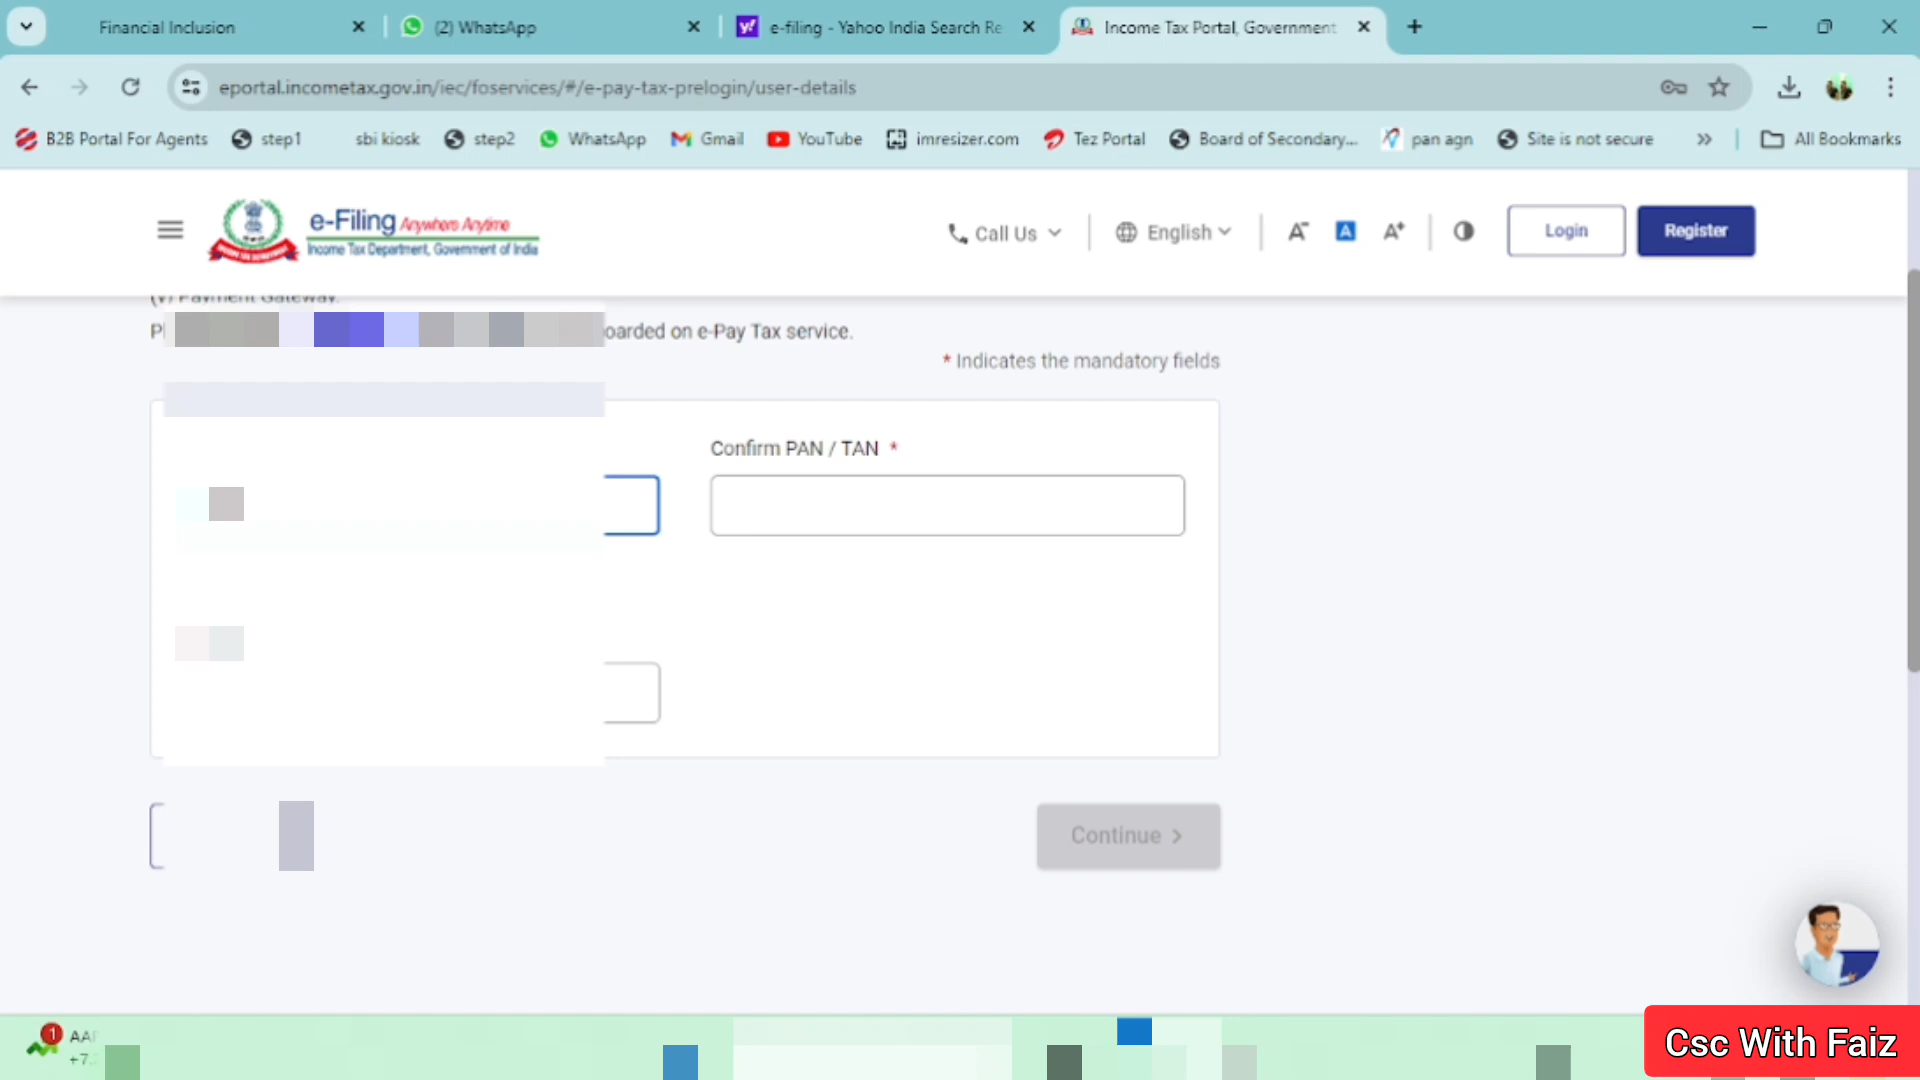 Financial Inclusion
(2) WhatsApp
e-filing - Yahoo India Search Re
Income Tax Portal, Government
eportal.incometax.gov.in/iec/foservices/#/e-pay-tax-prelogin/user-details
B2B Portal For Agents
step1
sbi kiosk
step2
WhatsApp
Gmail
YouTube
imresizer.com
Tez Portal
Board of Secondary...
pan agn
Site is not secure
All Bookmarks
e-Filing Anywhere Anytime
Income Tax Department, Government of India
Call Us
English
A-
A
A+
Login
Register
(v) Payment Gateway.
oarded on e-Pay Tax service.
* Indicates the mandatory fields
Confirm PAN / TAN *
Continue >
1
Csc With Faiz